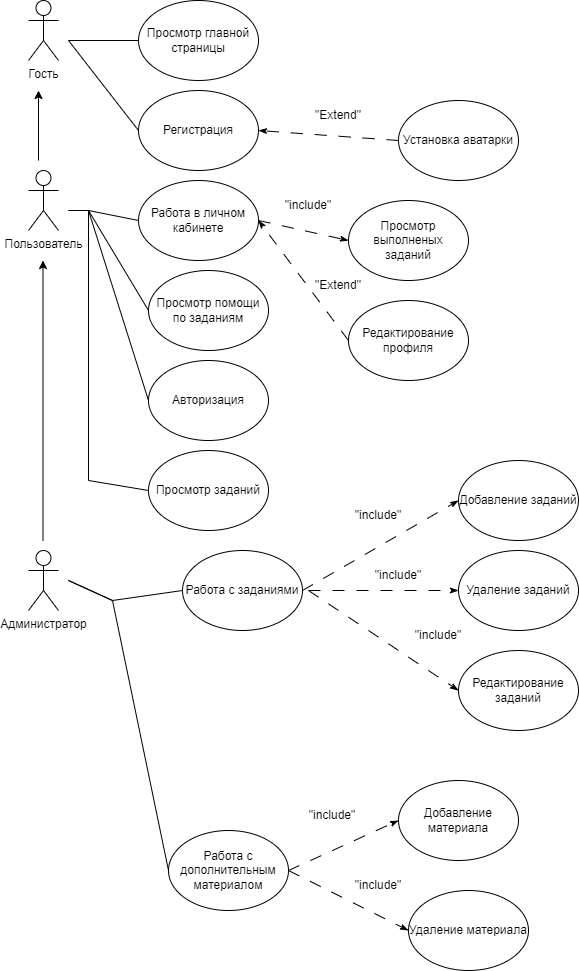 Просмотр главной
страницы
Гость
"Extend"
Регистрация
Установка аватарки
Пользователь
Работа в личном
кабинете
"include"
Просмотр
выполненых
заданий
"Extend"
Просмотр помощи
по заданиям
Редактирование
профиля
Авторизация
Просмотр заданий
Добавление заданий
"include"
Администратор
Работа с заданиями
"include"
Удаление заданий
"include"
Редактирование
заданий
"include"
Добавление
материала
Работа с
дополнительным
материалом
"include"
Удаление материала